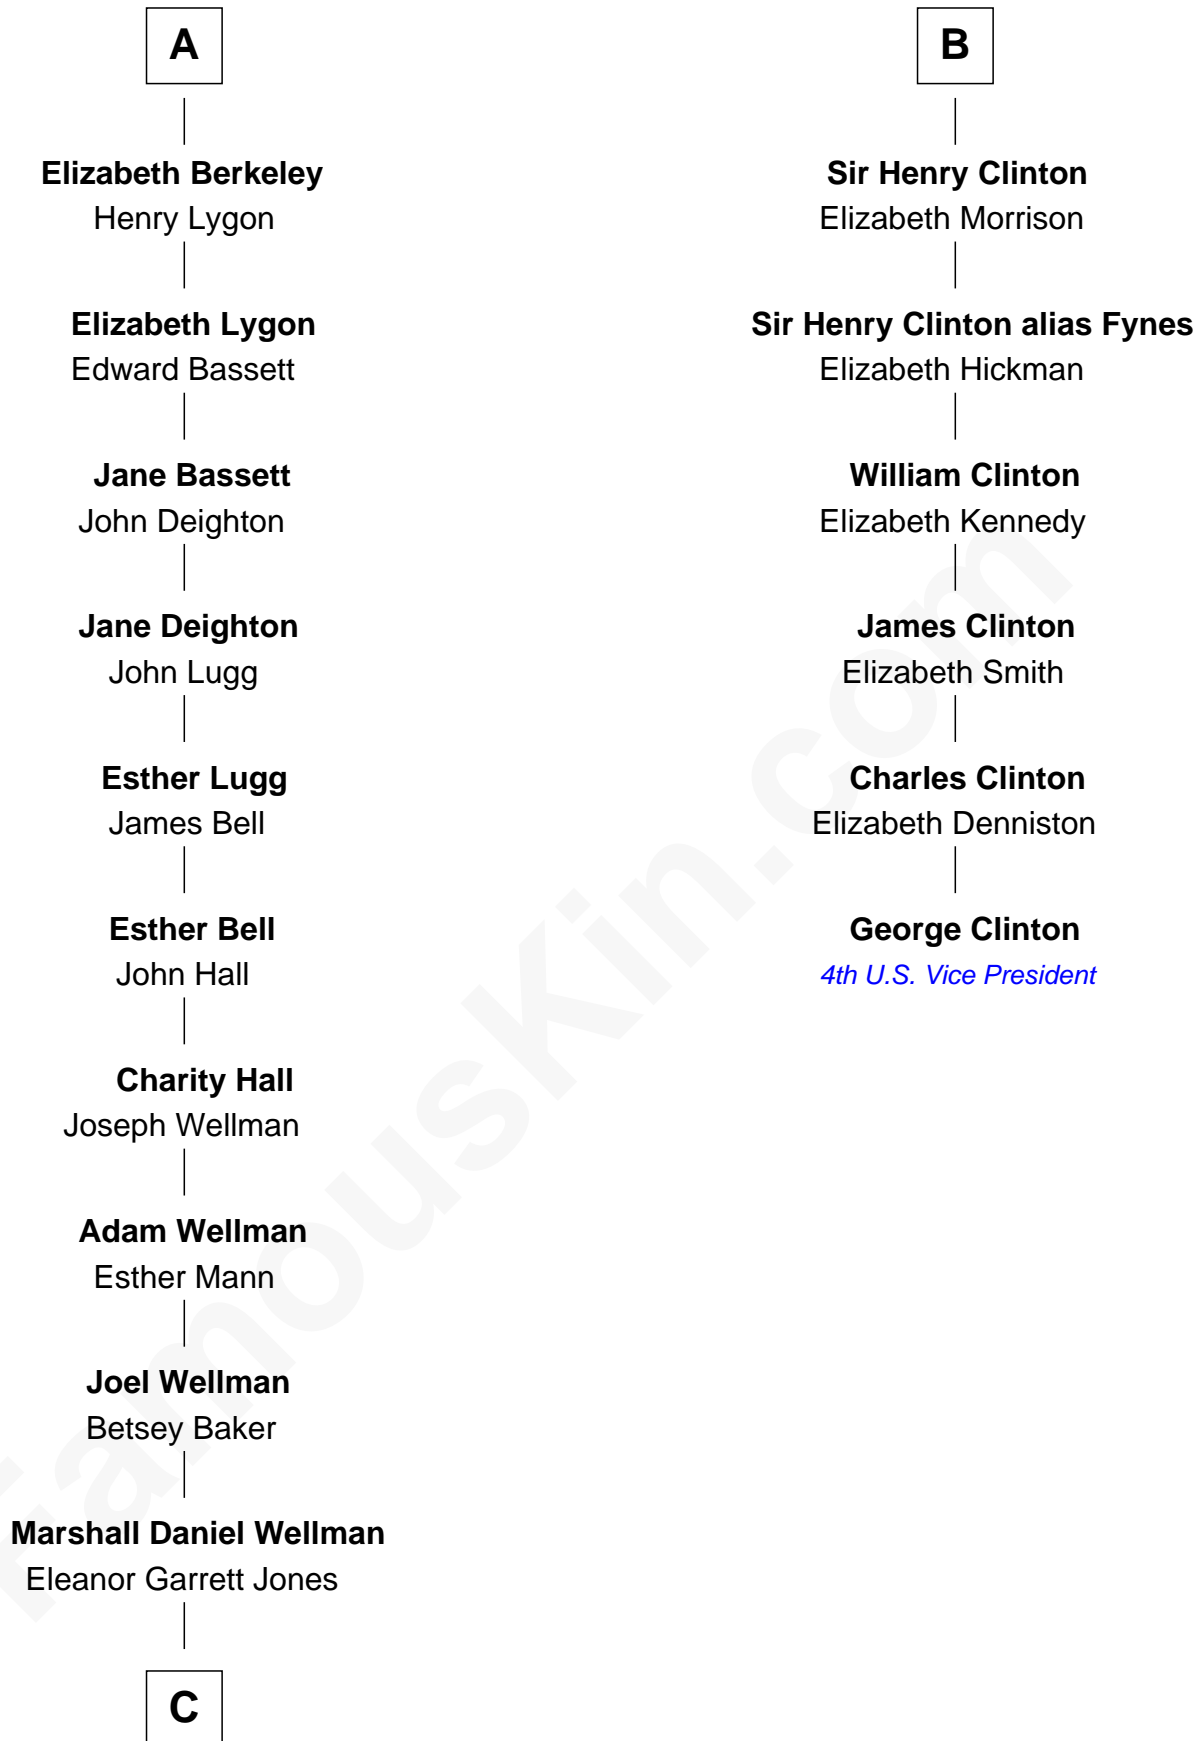 A
Elizabeth Berkeley
Henry Lygon
Elizabeth Lygon
Edward Bassett
Jane Bassett
John Deighton
Jane Deighton
John Lugg
Esther Lugg
James Bell
Esther Bell
John Hall
Charity Hall
Joseph Wellman
Adam Wellman
Esther Mann
Joel Wellman
Betsey Baker
Marshall Daniel Wellman
Eleanor Garrett Jones
C
B
Sir Henry Clinton
Elizabeth Morrison
Sir Henry Clinton alias Fynes
Elizabeth Hickman
William Clinton
Elizabeth Kennedy
James Clinton
Elizabeth Smith
Charles Clinton
Elizabeth Denniston
George Clinton
4th U.S. Vice President
FamousKin.com